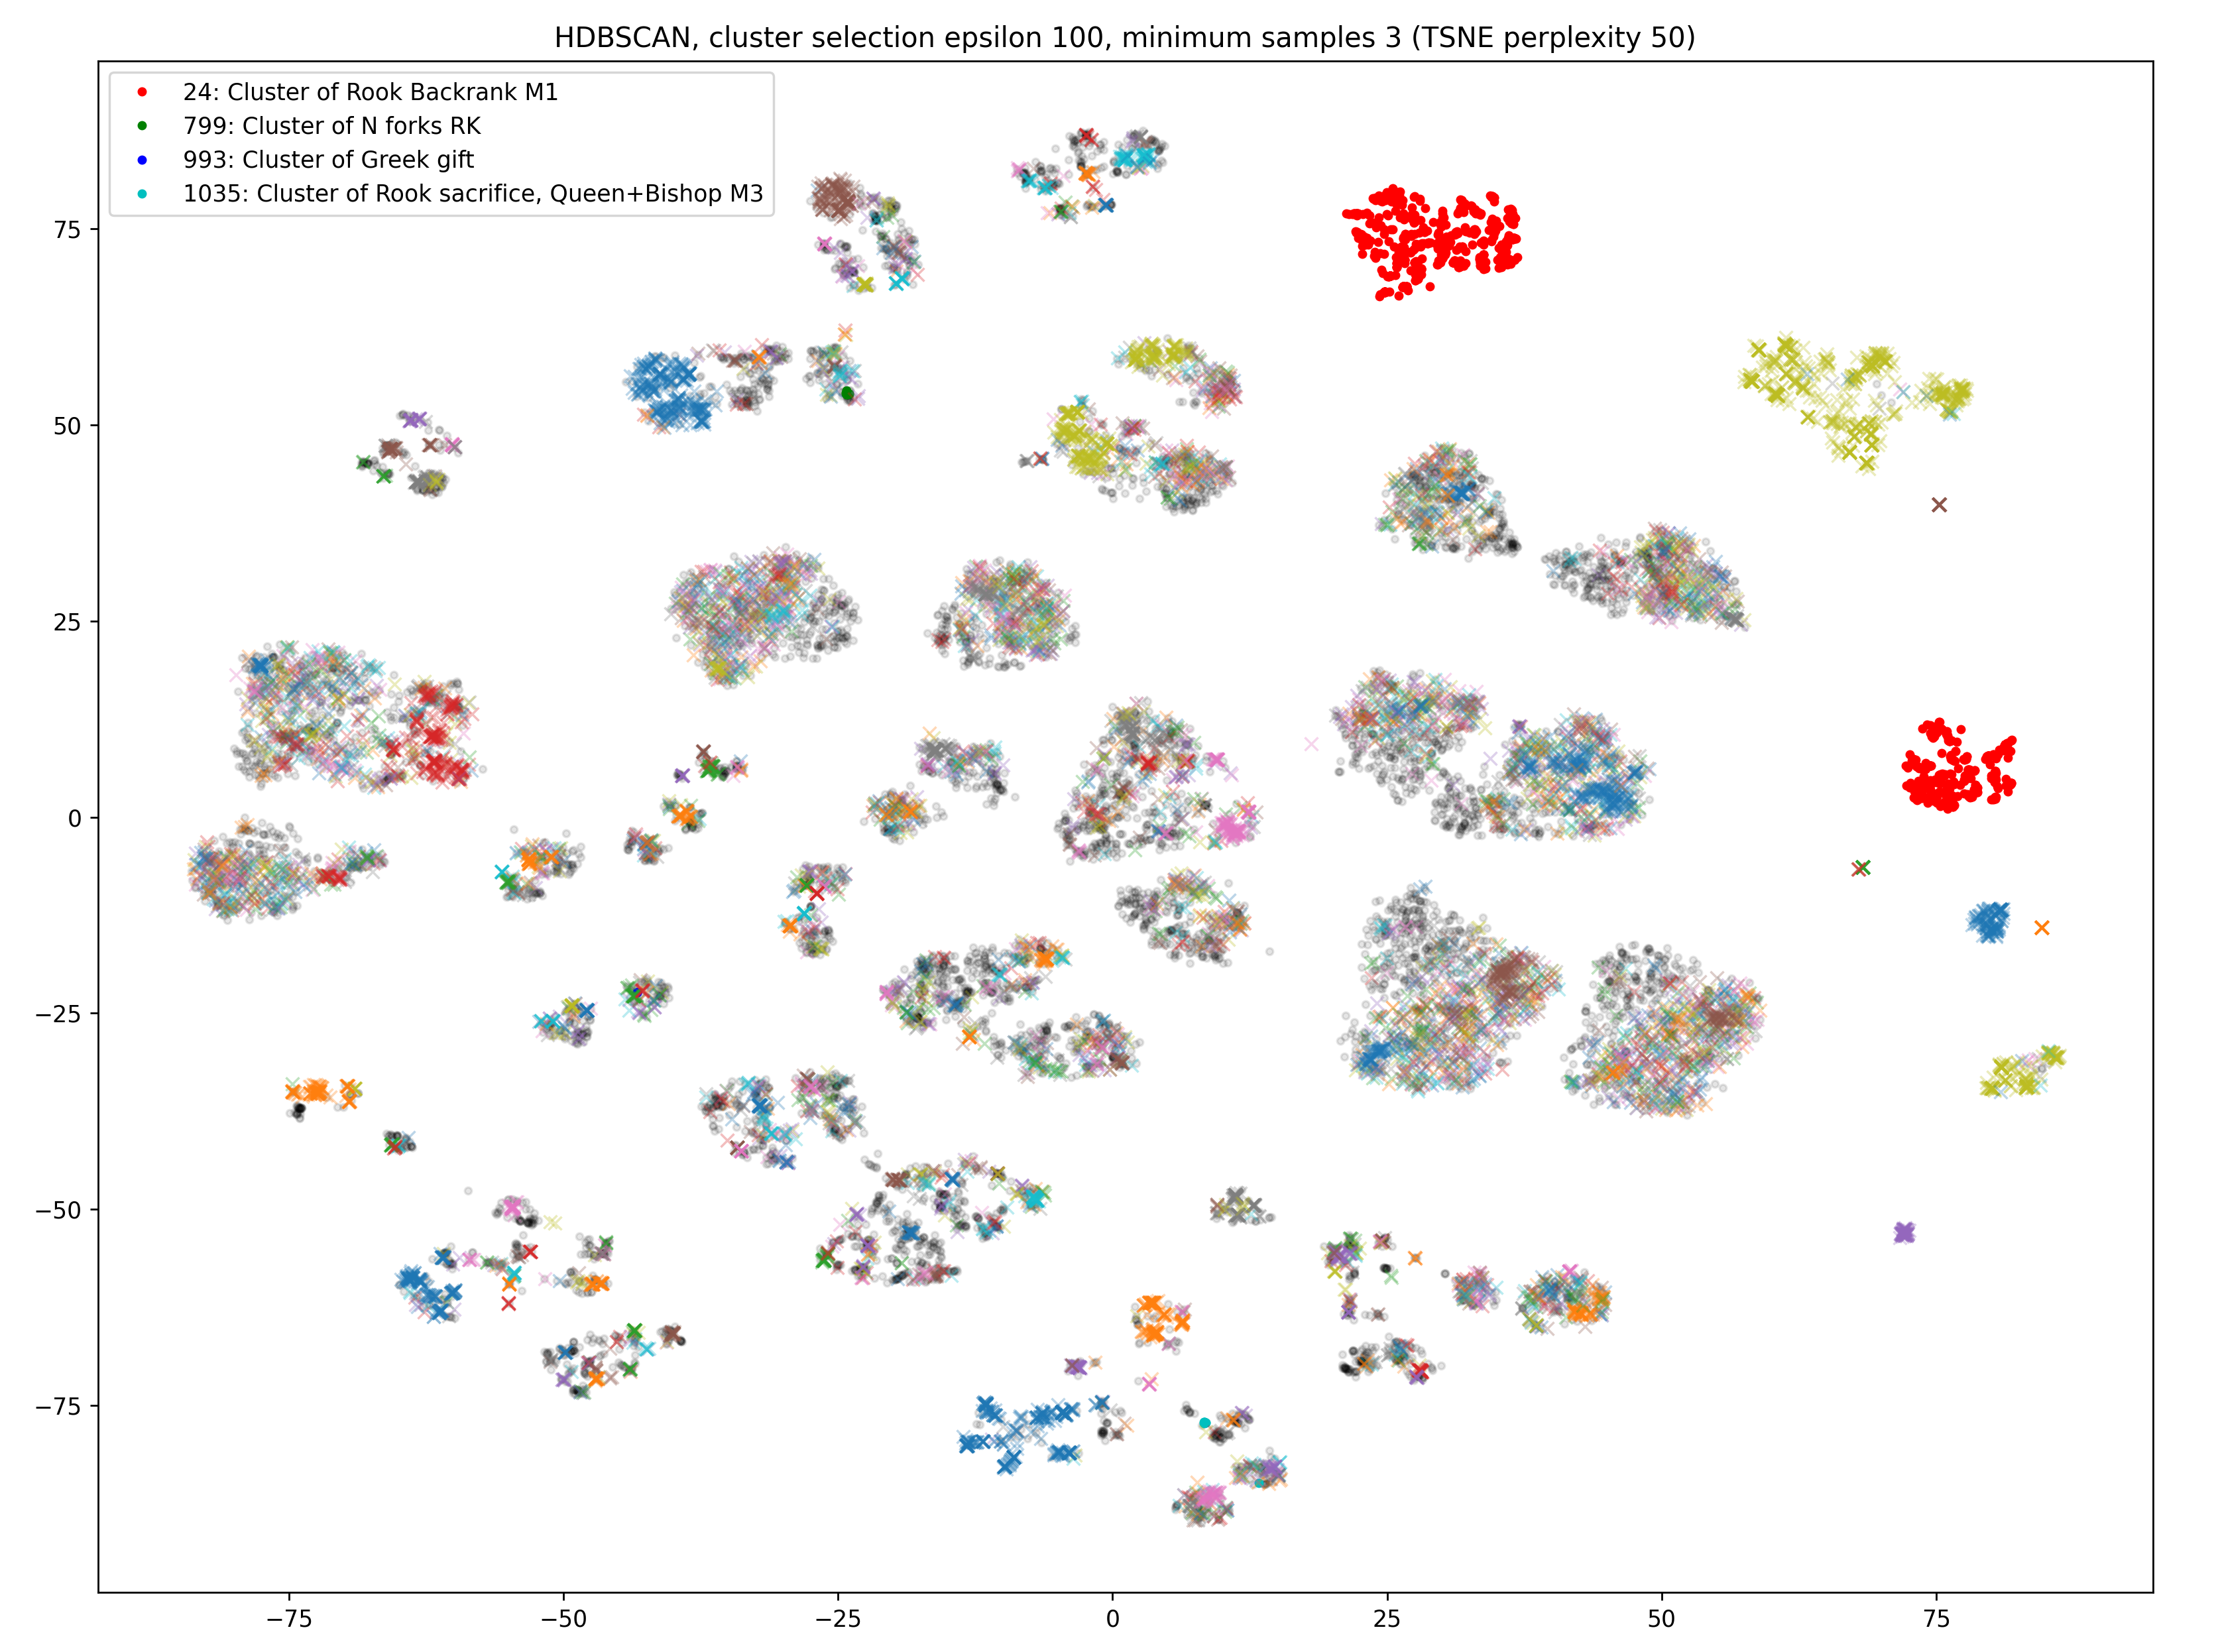 HDBSCAN, cluster selection epsilon 100, minimum samples 3 (TSNE perplexity 50)
24: Cluster of Rook Backrank M1
799: Cluster of N forks RK
993: Cluster of Greek gift
1035: Cluster of Rook sacrifice, Queen+Bishop M3
75
50
25
0
−25
−50
−75
−75 −50 −25 0 25 50 75